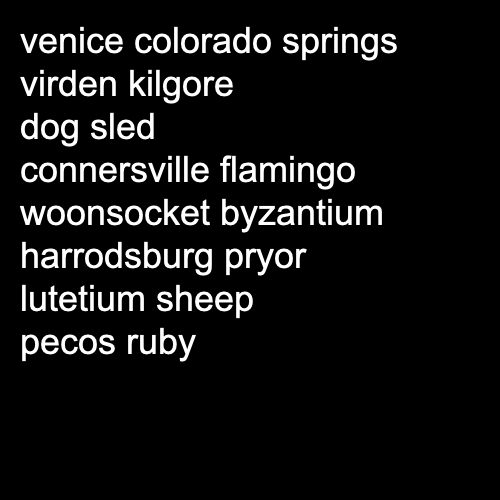 venice colorado springs
virden kilgore
dog sled
connersville flamingo
woonsocket byzantium
harrodsburg pryor
lutetium sheep
pecos ruby